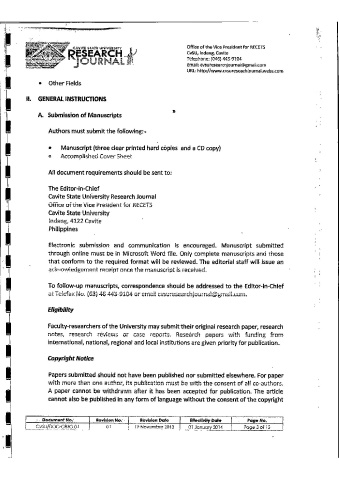 CAVITE STATE UNIVERSITY
RESEARCH
JOURNAL
Office of the Vice President for RECETS
CvSU, Indang, Cavite
Telephone: (046) 445-9104
Email: cvsuresearchjournal@gmail.com
URL: http://www.cvsuresearchjournal.webs.com
• Other Fields
II. GENERAL INSTRUCTIONS
A. Submission of Manuscripts
Authors must submit the following:
• Manuscript (three clear printed hard copies and a CD copy)
• Accomplished Cover Sheet
All document requirements should be sent to:
The Editor-in-Chief
Cavite State University Research Journal
Office of the Vice President for RECETS
Cavite State University
Indang, 4122 Cavite
Philippines
Electronic submission and communication is encouraged. Manuscript submitted
through online must be in Microsoft Word file. Only complete manuscripts and those
that conform to the required format will be reviewed. The editorial staff will issue an
acknowledgement receipt once the manuscript is received.
To follow-up manuscripts, correspondence should be addressed to the Editor-in-Chief
at Telefax No. (63) 46 445-9104 or email cvsuresearchjournal@gmail.com.
Eligibility
Faculty-researchers of the University may submit their original research paper, research
notes, research reviews or case reports. Research papers with funding from
international, national, regional and local institutions are given priority for publication.
Copyright Notice
Papers submitted should not have been published nor submitted elsewhere. For paper
with more than one author, its publication must be with the consent of all co-authors.
A paper cannot be withdrawn after it has been accepted for publication. The article
cannot also be published in any form of language without the consent of the copyright
Document No. Revision No. Revision Date Effectivity Date Page No.
01 01 January 2014 Page 3 of 12